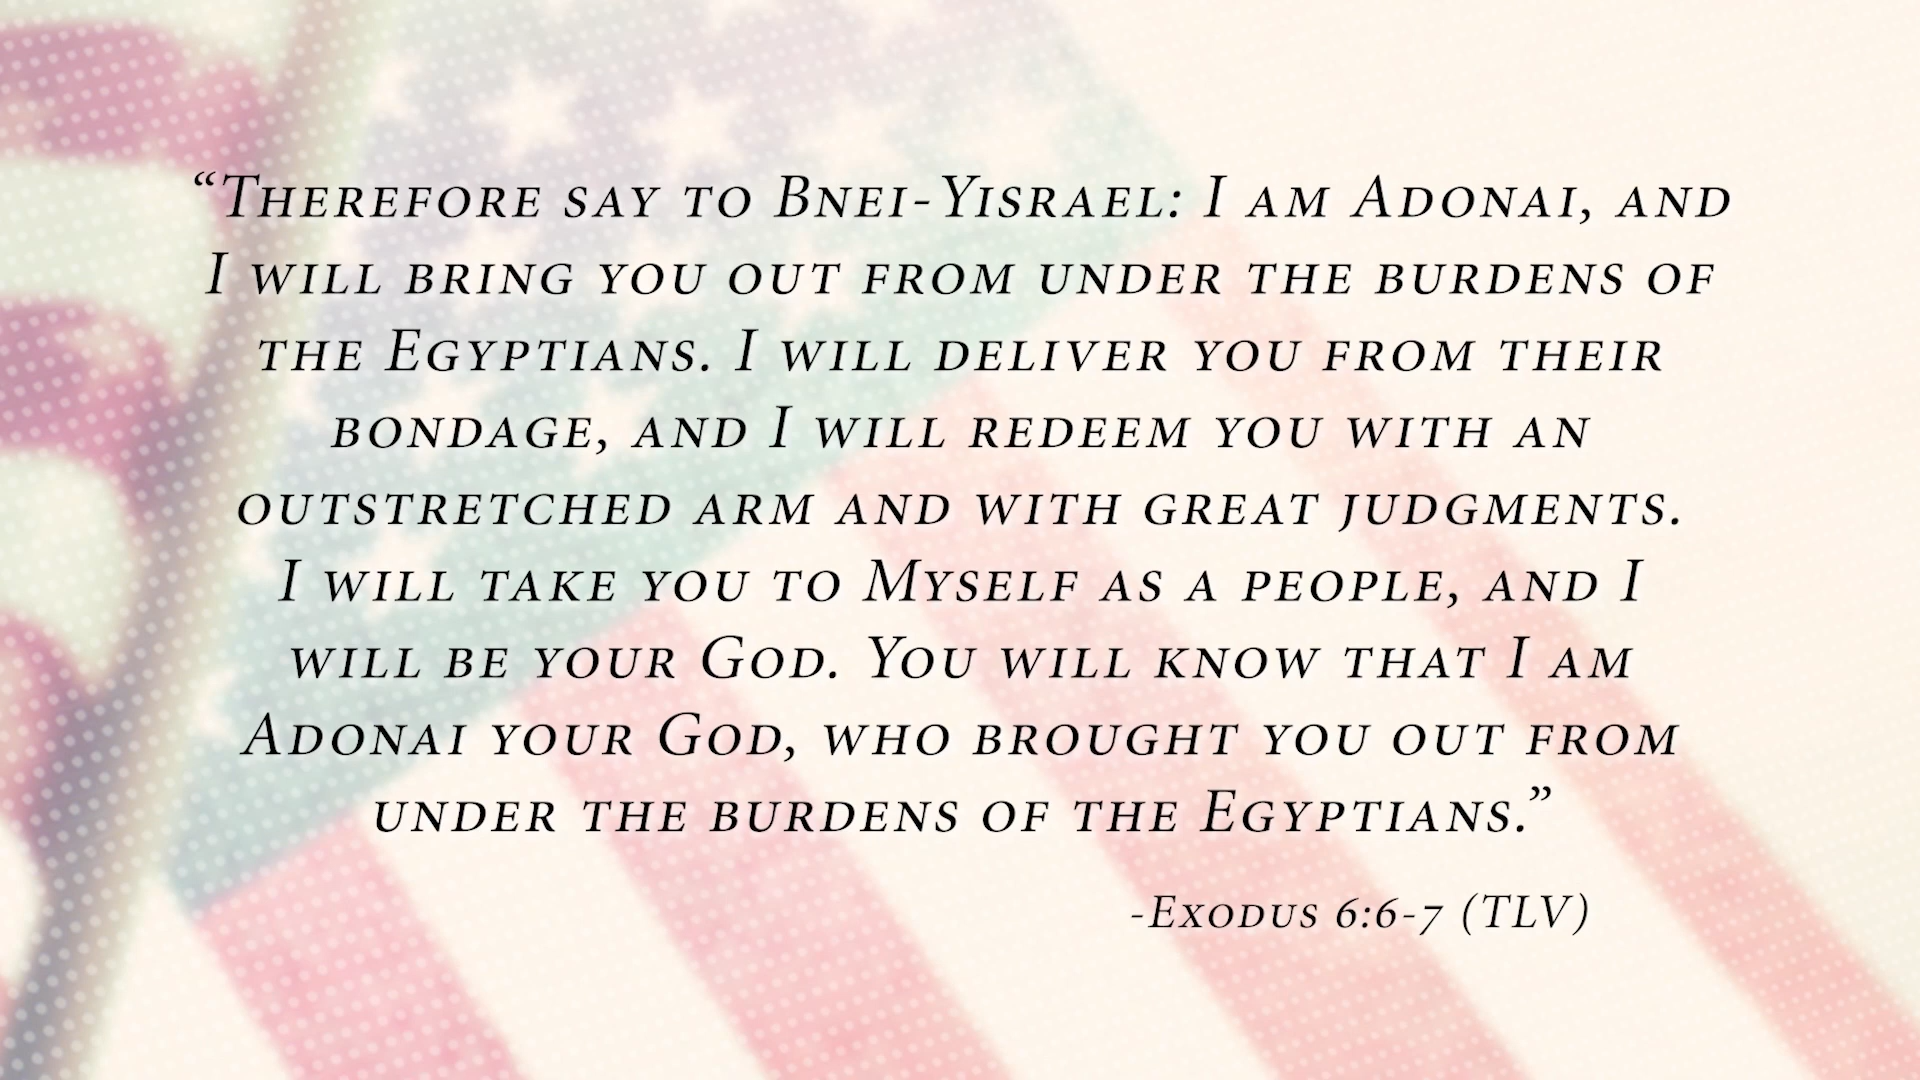 “Therefore say to Bnei-Yisrael: I am Adonai, and
I will bring you out from under the burdens of
the Egyptians. I will deliver you from their
bondage, and I will redeem you with an
outstretched arm and with great judgments.
I will take you to Myself as a people, and I
will be your God. You will know that I am
Adonai your God, who brought you out from
under the burdens of the Egyptians.”
-Exodus 6:6-7 (TLV)